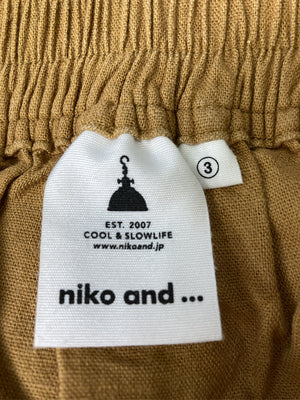 3
EST. 2007
COOL & SLOWLIFE
www.nikoand.jp
niko and ...